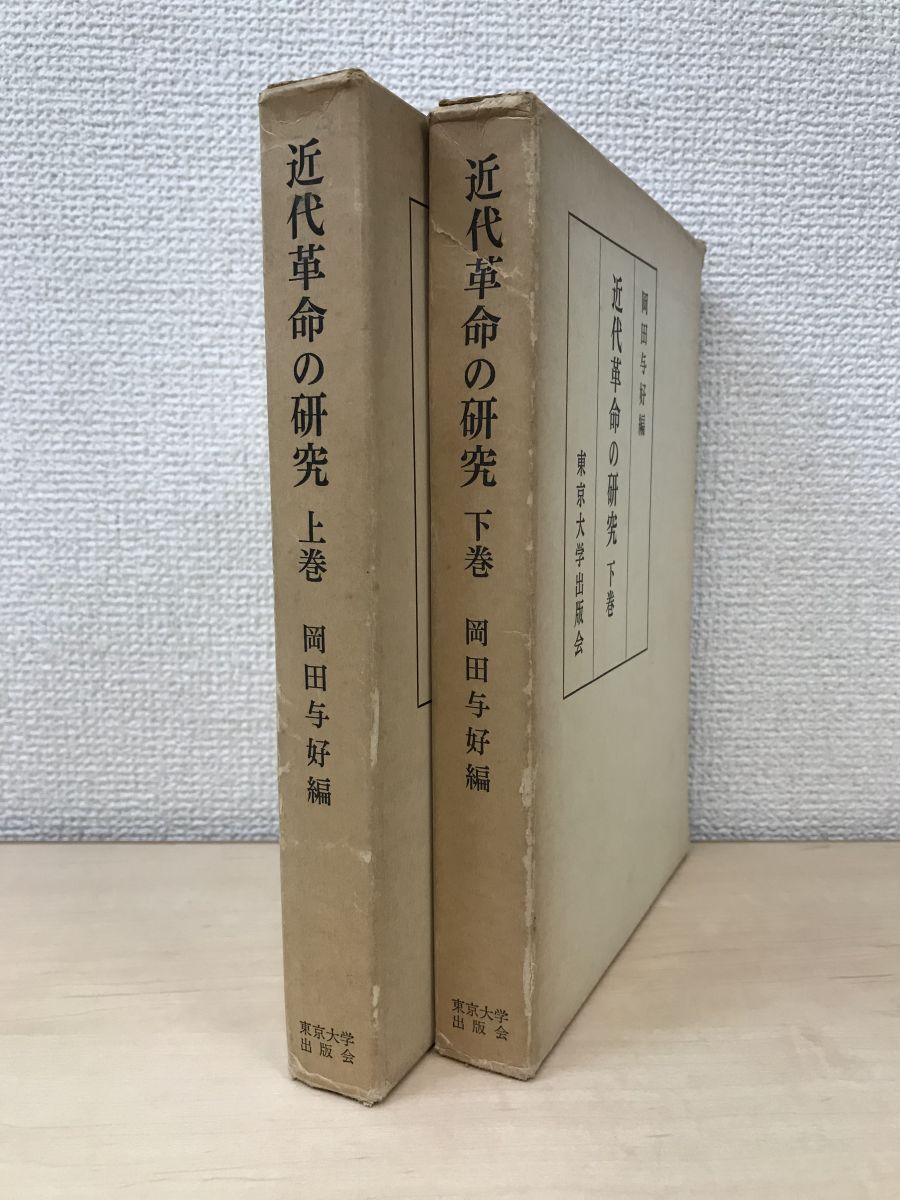 近代革命の研究 上巻 岡田与好編
東京大学
出版会
近代革命の研究 下巻 岡田与好編
東京大学
出版会
岡田与好編
近代革命の研究 下巻
東京大学出版会